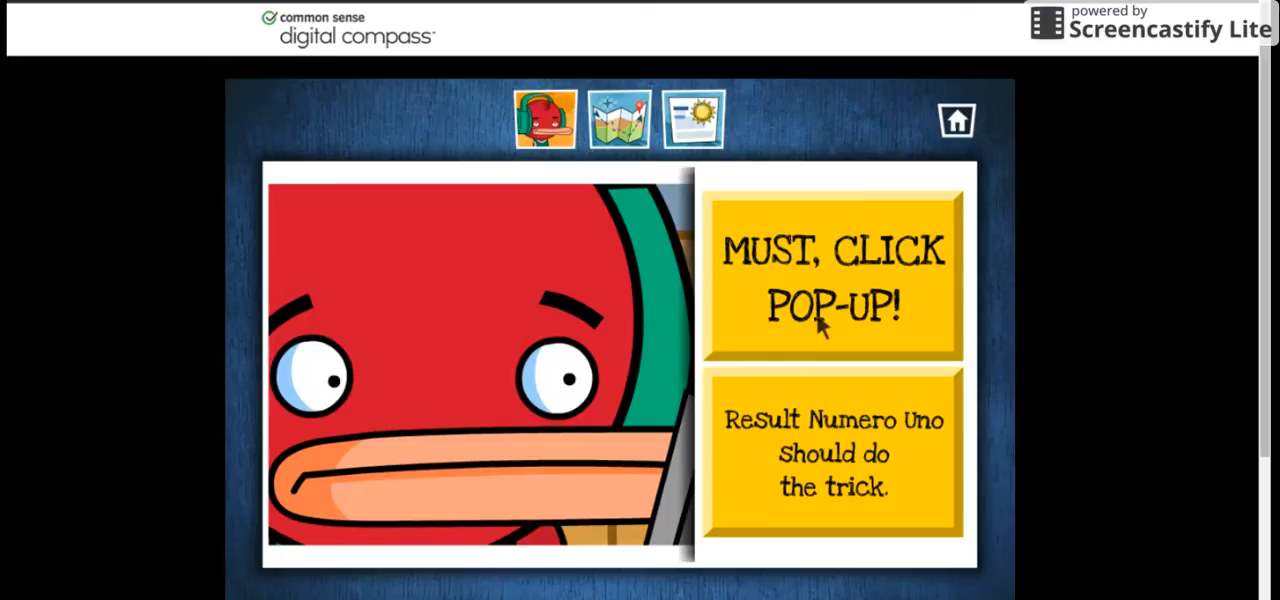 common sense
digital compass
powered by
Screencastify Lite
MUST, CLICK
POP-UP!
Result Numero Uno
should do
the trick.